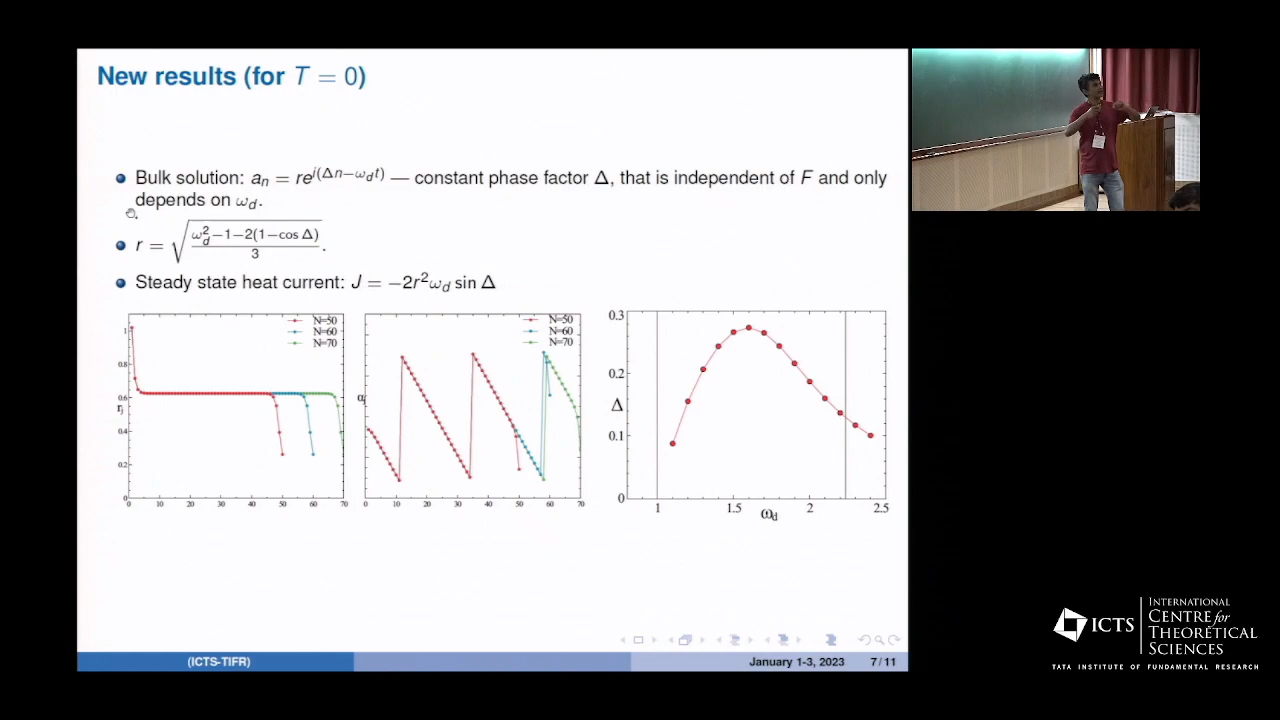 New results (for T = 0)
Bulk solution: aₙ = re^{j(Δn−ω_d t)} — constant phase factor Δ, that is independent of F and only
depends on ω_d.
r = √((ω_d²−1−2(1−cos Δ))/3).
Steady state heat current: J = −2r²ω_d sin Δ
N=50
N=60
N=70
1
0.8
0.6
r_j
0.4
0.2
0
0 10 20 30 40 50 60 70
N=50
N=60
N=70
α
0 10 20 30 40 50 60 70
0.3
0.2
Δ
0.1
0
1 1.5 2 2.5
ω_d
(ICTS-TIFR)
January 1-3, 2023 7/11
ICTS
INTERNATIONAL
CENTRE for
THEORETICAL
SCIENCES
TATA INSTITUTE OF FUNDAMENTAL RESEARCH